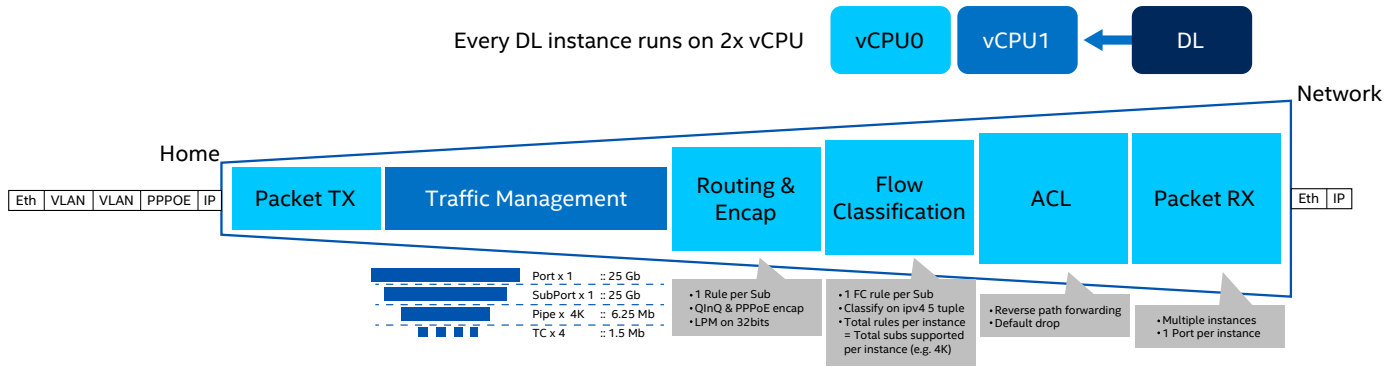 Every DL instance runs on 2x vCPU
vCPU0
vCPU1
DL
Network
Home
Eth VLAN VLAN PPPOE IP
Packet TX
Traffic Management
Routing &
Encap
Flow
Classification
ACL
Packet RX
Eth IP
Port x 1 :: 25 Gb
SubPort x 1 :: 25 Gb
Pipe x 4K :: 6.25 Mb
TC x 4 :: 1.5 Mb
• 1 Rule per Sub
• QInQ & PPPoE encap
• LPM on 32bits
• 1 FC rule per Sub
• Classify on ipv4 5 tuple
• Total rules per instance
= Total subs supported
per instance (e.g. 4K)
• Reverse path forwarding
• Default drop
• Multiple instances
• 1 Port per instance